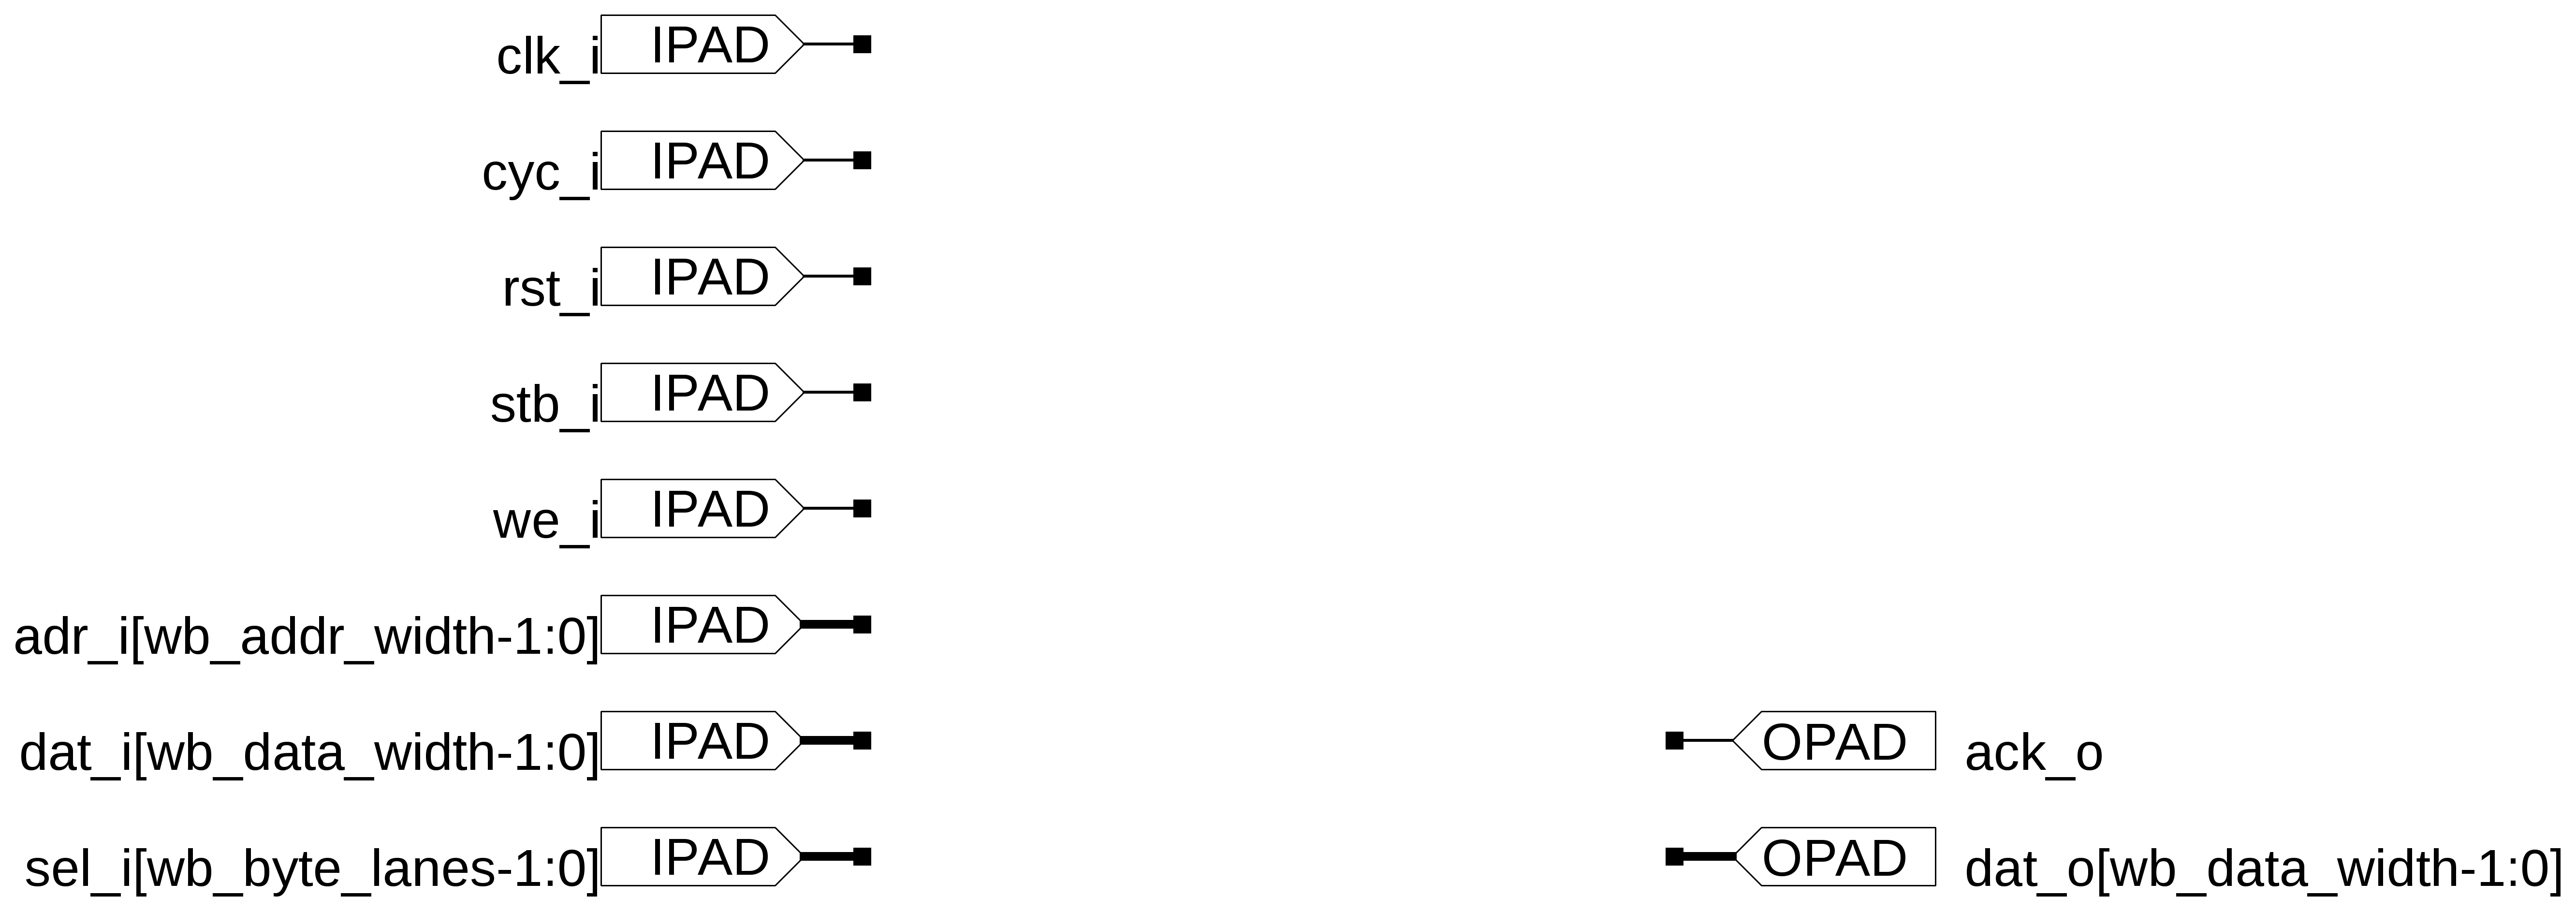 clk_i IPAD
cyc_i IPAD
rst_i IPAD
stb_i IPAD
we_i IPAD
adr_i[wb_addr_width-1:0] IPAD
dat_i[wb_data_width-1:0] IPAD OPAD ack_o
sel_i[wb_byte_lanes-1:0] IPAD OPAD dat_o[wb_data_width-1:0]